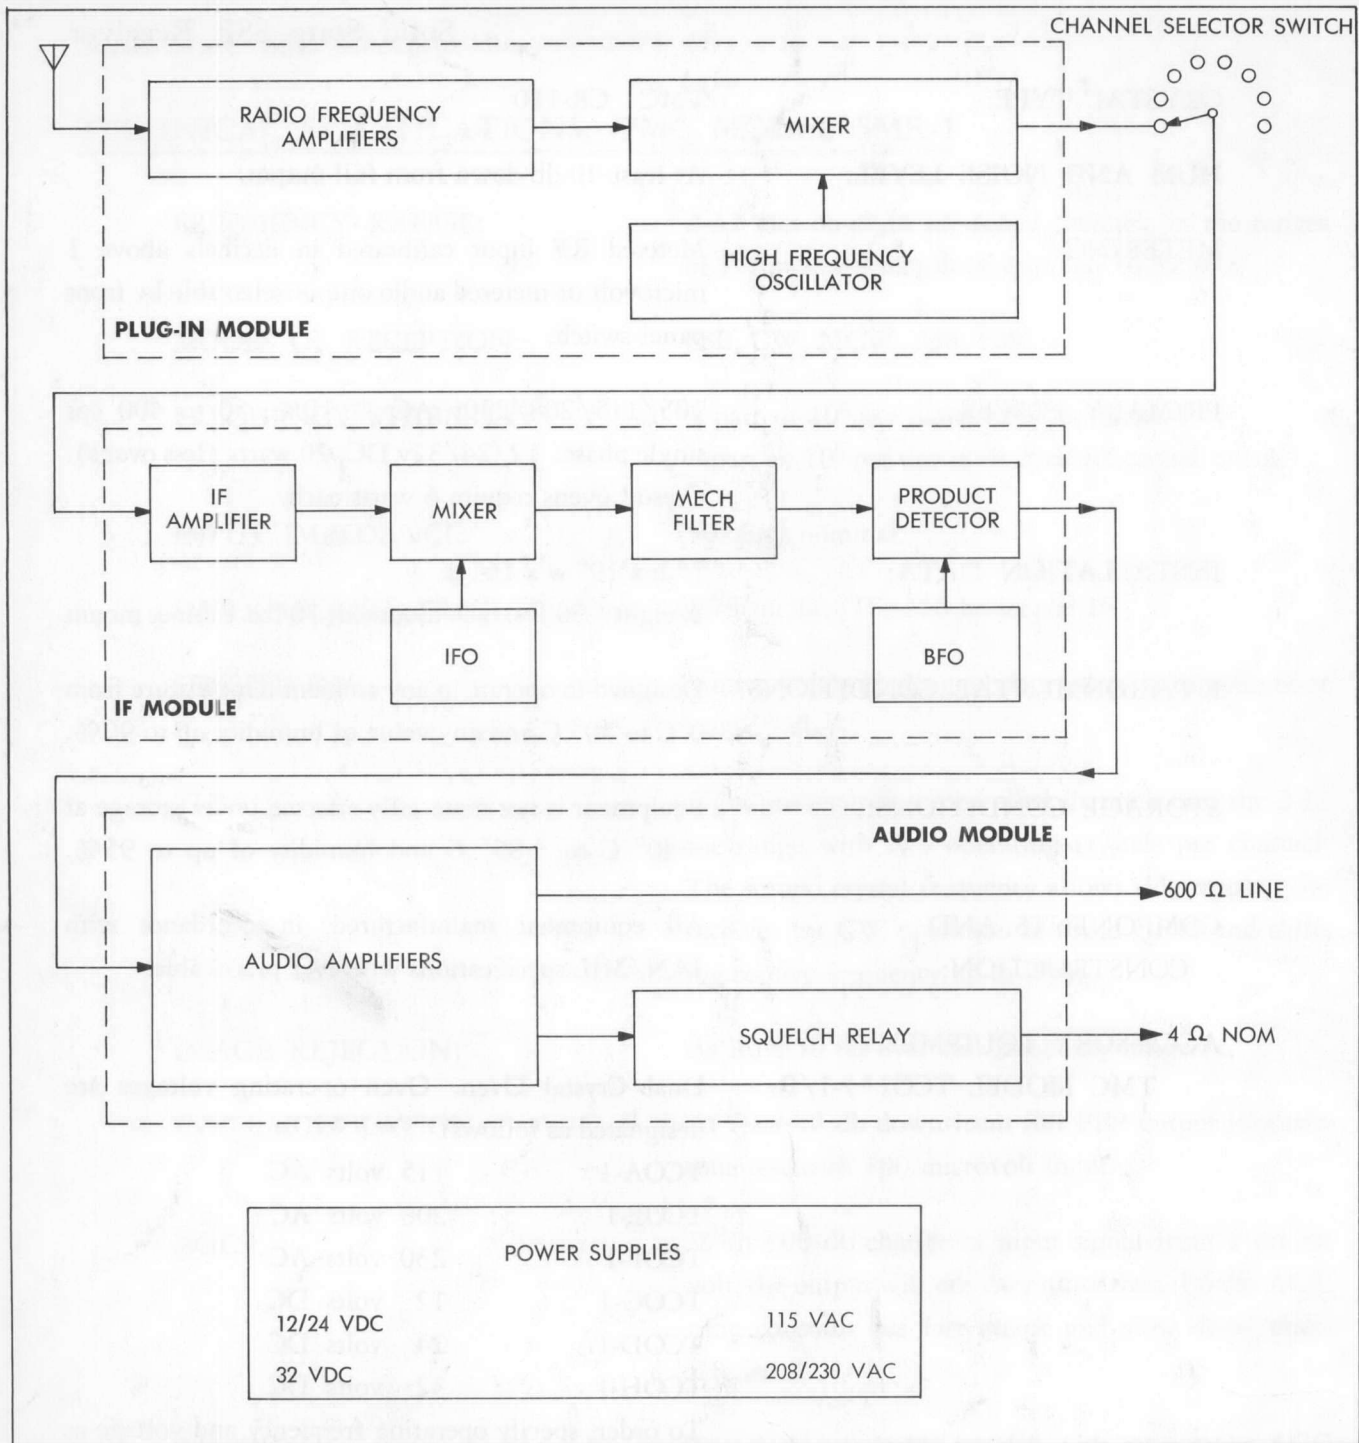 CHANNEL SELECTOR SWITCH
RADIO FREQUENCY
AMPLIFIERS
MIXER
HIGH FREQUENCY
OSCILLATOR
PLUG-IN MODULE
IF
AMPLIFIER
MIXER
MECH
FILTER
PRODUCT
DETECTOR
IFO
BFO
IF MODULE
AUDIO MODULE
600 Ω LINE
AUDIO AMPLIFIERS
SQUELCH RELAY
4 Ω NOM
POWER SUPPLIES
12/24 VDC
115 VAC
32 VDC
208/230 VAC